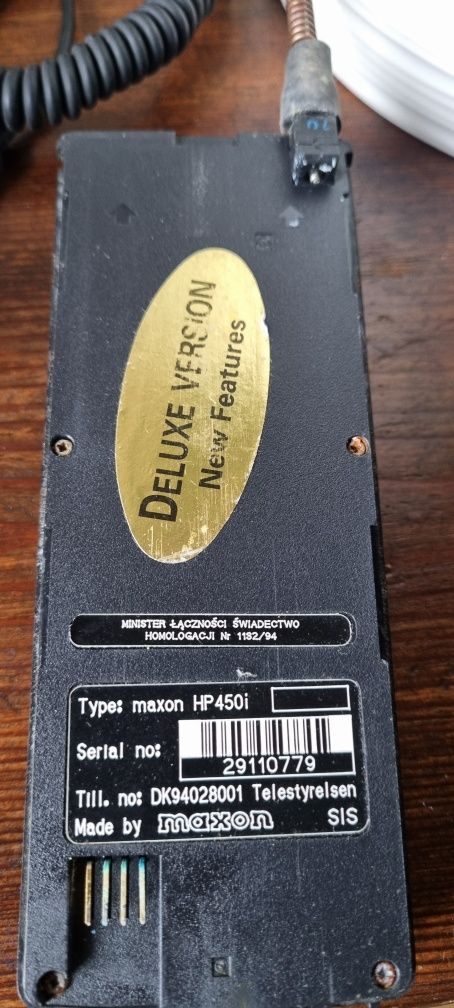 DELUXE VERSION
New Features
MINISTER ŁĄCZNOŚCI ŚWIADECTWO
HOMOLOGACJI Nr 1132/94
Type: maxon HP450i
Serial no:
29110779
Till. no: DK94028001 Telestyrelsen
Made by maxon SIS